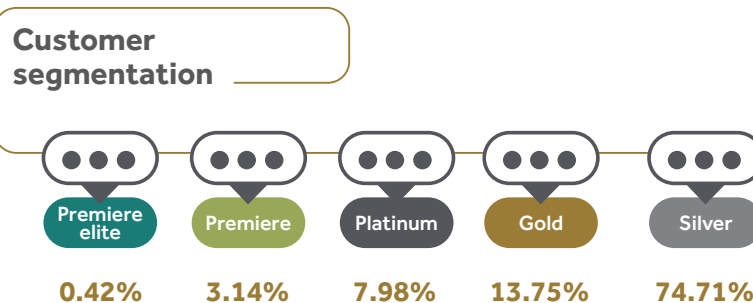 Customer
segmentation
Premiere
elite
Premiere
Platinum
Gold
Silver
0.42%
3.14%
7.98%
13.75%
74.71%